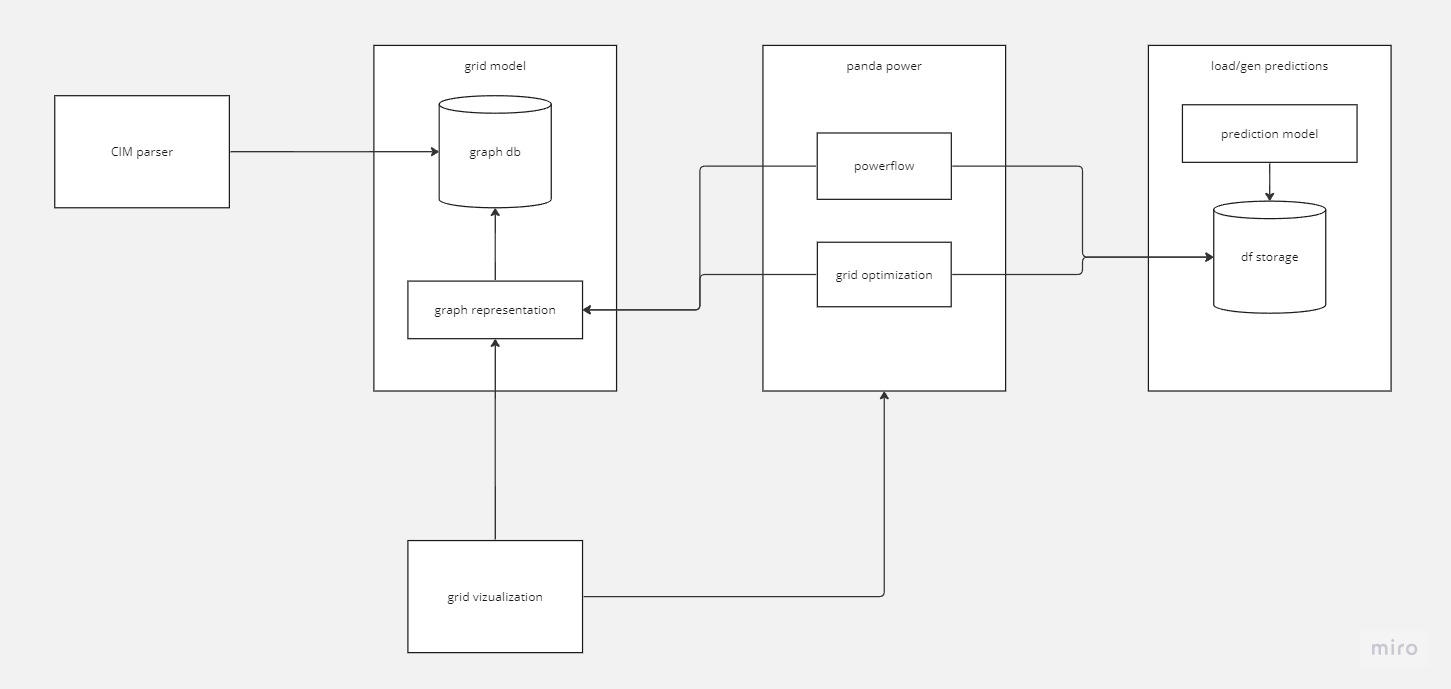 grid model
panda power
load/gen predictions
CIM parser
graph db
powerflow
prediction model
graph representation
grid optimization
df storage
grid vizualization
miro